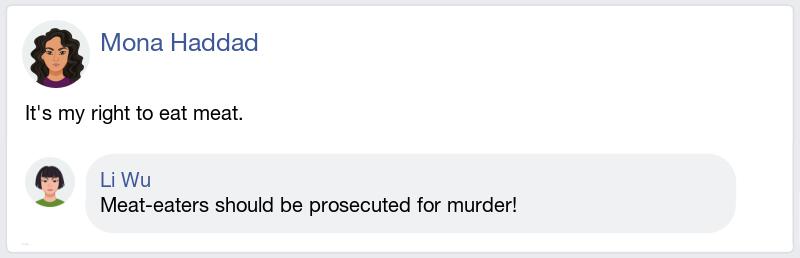 Mona Haddad
It's my right to eat meat.
Li Wu
Meat-eaters should be prosecuted for murder!